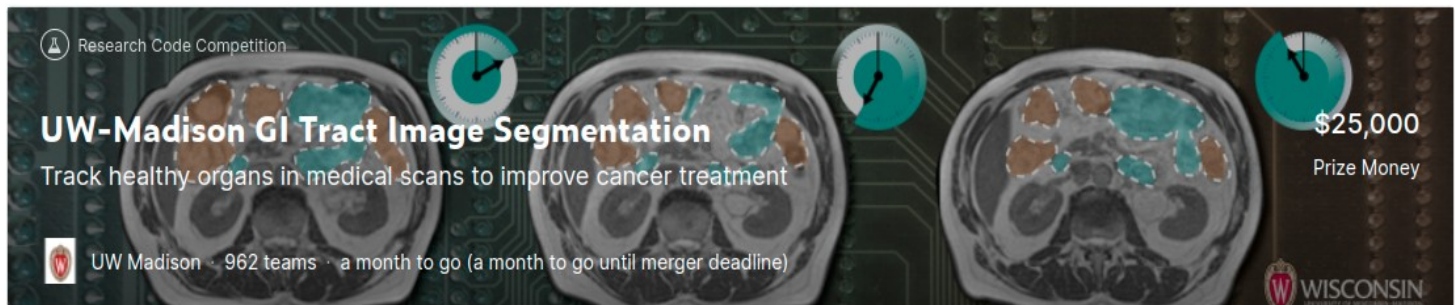 Research Code Competition
UW-Madison GI Tract Image Segmentation
$25,000
Track healthy organs in medical scans to improve cancer treatment
Prize Money
UW Madison · 962 teams · a month to go (a month to go until merger deadline)
WISCONSIN